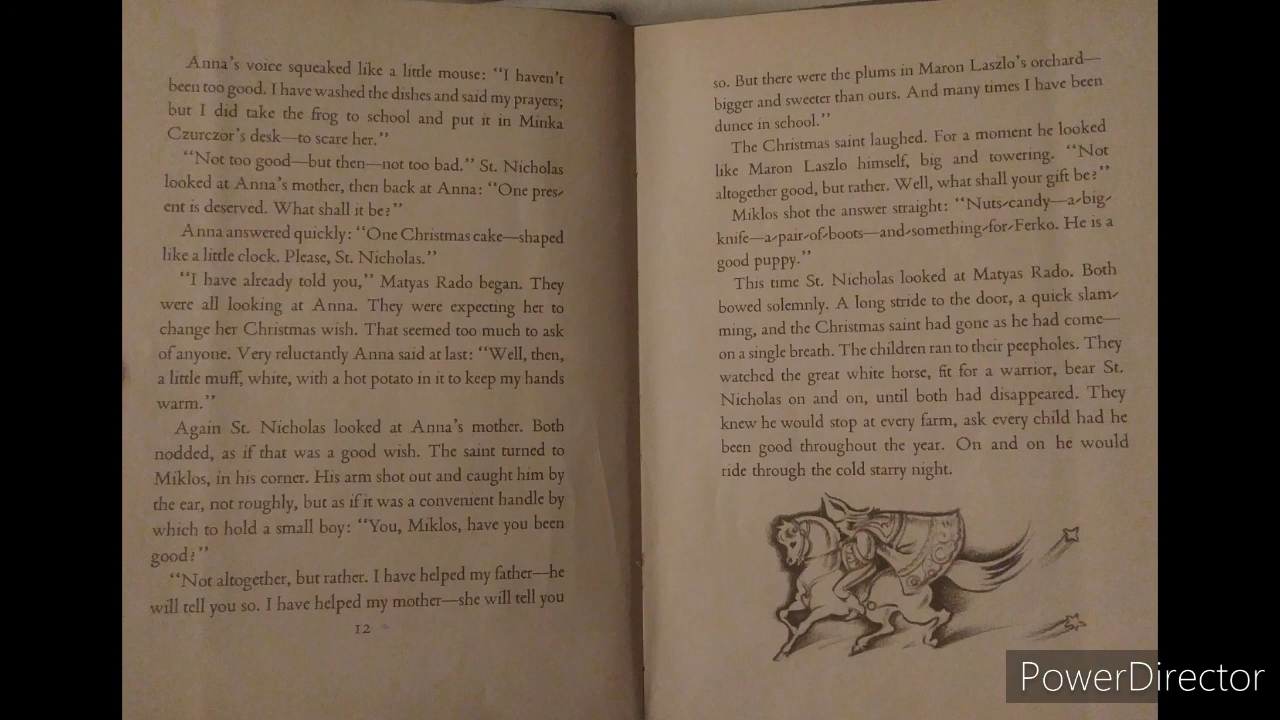 Anna's voice squeaked like a little mouse: "I haven't
been too good. I have washed the dishes and said my prayers;
but I did take the frog to school and put it in Minka
Czurczor's desk—to scare her."
"Not too good—but then—not too bad." St. Nicholas
looked at Anna's mother, then back at Anna: "One pres-
ent is deserved. What shall it be?"
Anna answered quickly: "One Christmas cake—shaped
like a little clock. Please, St. Nicholas."
"I have already told you," Matyas Rado began. They
were all looking at Anna. They were expecting her to
change her Christmas wish. That seemed too much to ask
of anyone. Very reluctantly Anna said at last: "Well, then,
a little muff, white, with a hot potato in it to keep my hands
warm."
Again St. Nicholas looked at Anna's mother. Both
nodded, as if that was a good wish. The saint turned to
Miklos, in his corner. His arm shot out and caught him by
the ear, not roughly, but as if it was a convenient handle by
which to hold a small boy: "You, Miklos, have you been
good?"
"Not altogether, but rather. I have helped my father—he
will tell you so. I have helped my mother—she will tell you
12
so. But there were the plums in Maron Laszlo's orchard—
bigger and sweeter than ours. And many times I have been
dunce in school."
The Christmas saint laughed. For a moment he looked
like Maron Laszlo himself, big and towering. "Not
altogether good, but rather. Well, what shall your gift be?"
Miklos shot the answer straight: "Nuts-candy—a-big-
knife—a-pair-of-boots—and-something-for-Ferko. He is a
good puppy."
This time St. Nicholas looked at Matyas Rado. Both
bowed solemnly. A long stride to the door, a quick slam-
ming, and the Christmas saint had gone as he had come—
on a single breath. The children ran to their peepholes. They
watched the great white horse, fit for a warrior, bear St.
Nicholas on and on, until both had disappeared. They
knew he would stop at every farm, ask every child had he
been good throughout the year. On and on he would
ride through the cold starry night.
PowerDirector